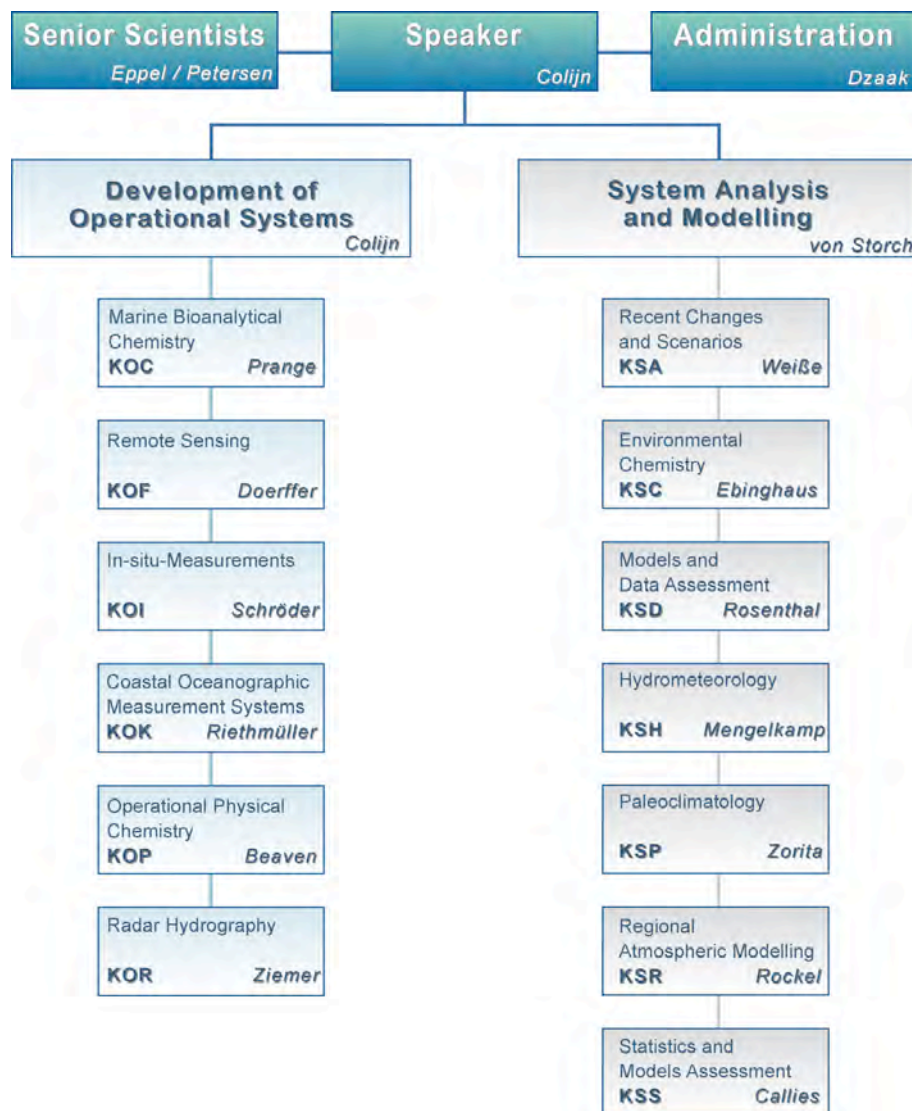 Senior Scientists
Eppel / Petersen
Speaker
Colijn
Administration
Dzaak
Development of
Operational Systems
Colijn
Marine Bioanalytical
Chemistry
KOC Prange
Remote Sensing
KOF Doerffer
In-situ-Measurements
KOI Schröder
Coastal Oceanographic
Measurement Systems
KOK Riethmüller
Operational Physical
Chemistry
KOP Beaven
Radar Hydrography
KOR Ziemer
System Analysis
and Modelling
von Storch
Recent Changes
and Scenarios
KSA Weiße
Environmental
Chemistry
KSC Ebinghaus
Models and
Data Assessment
KSD Rosenthal
Hydrometeorology
KSH Mengelkamp
Paleoclimatology
KSP Zorita
Regional
Atmospheric Modelling
KSR Rockel
Statistics and
Models Assessment
KSS Callies